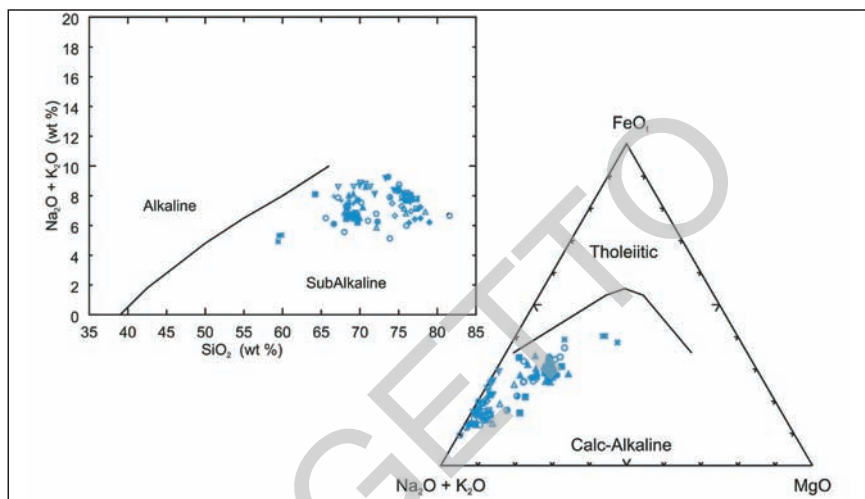 20
18
16
14
12
10
8
6
4
2
0
Na₂O + K₂O (wt %)
Alkaline
SubAlkaline
35 40 45 50 55 60 65 70 75 80 85
SiO₂ (wt %)
FeOₜ
Tholeiitic
Calc-Alkaline
Na₂O + K₂O
MgO
GETTO